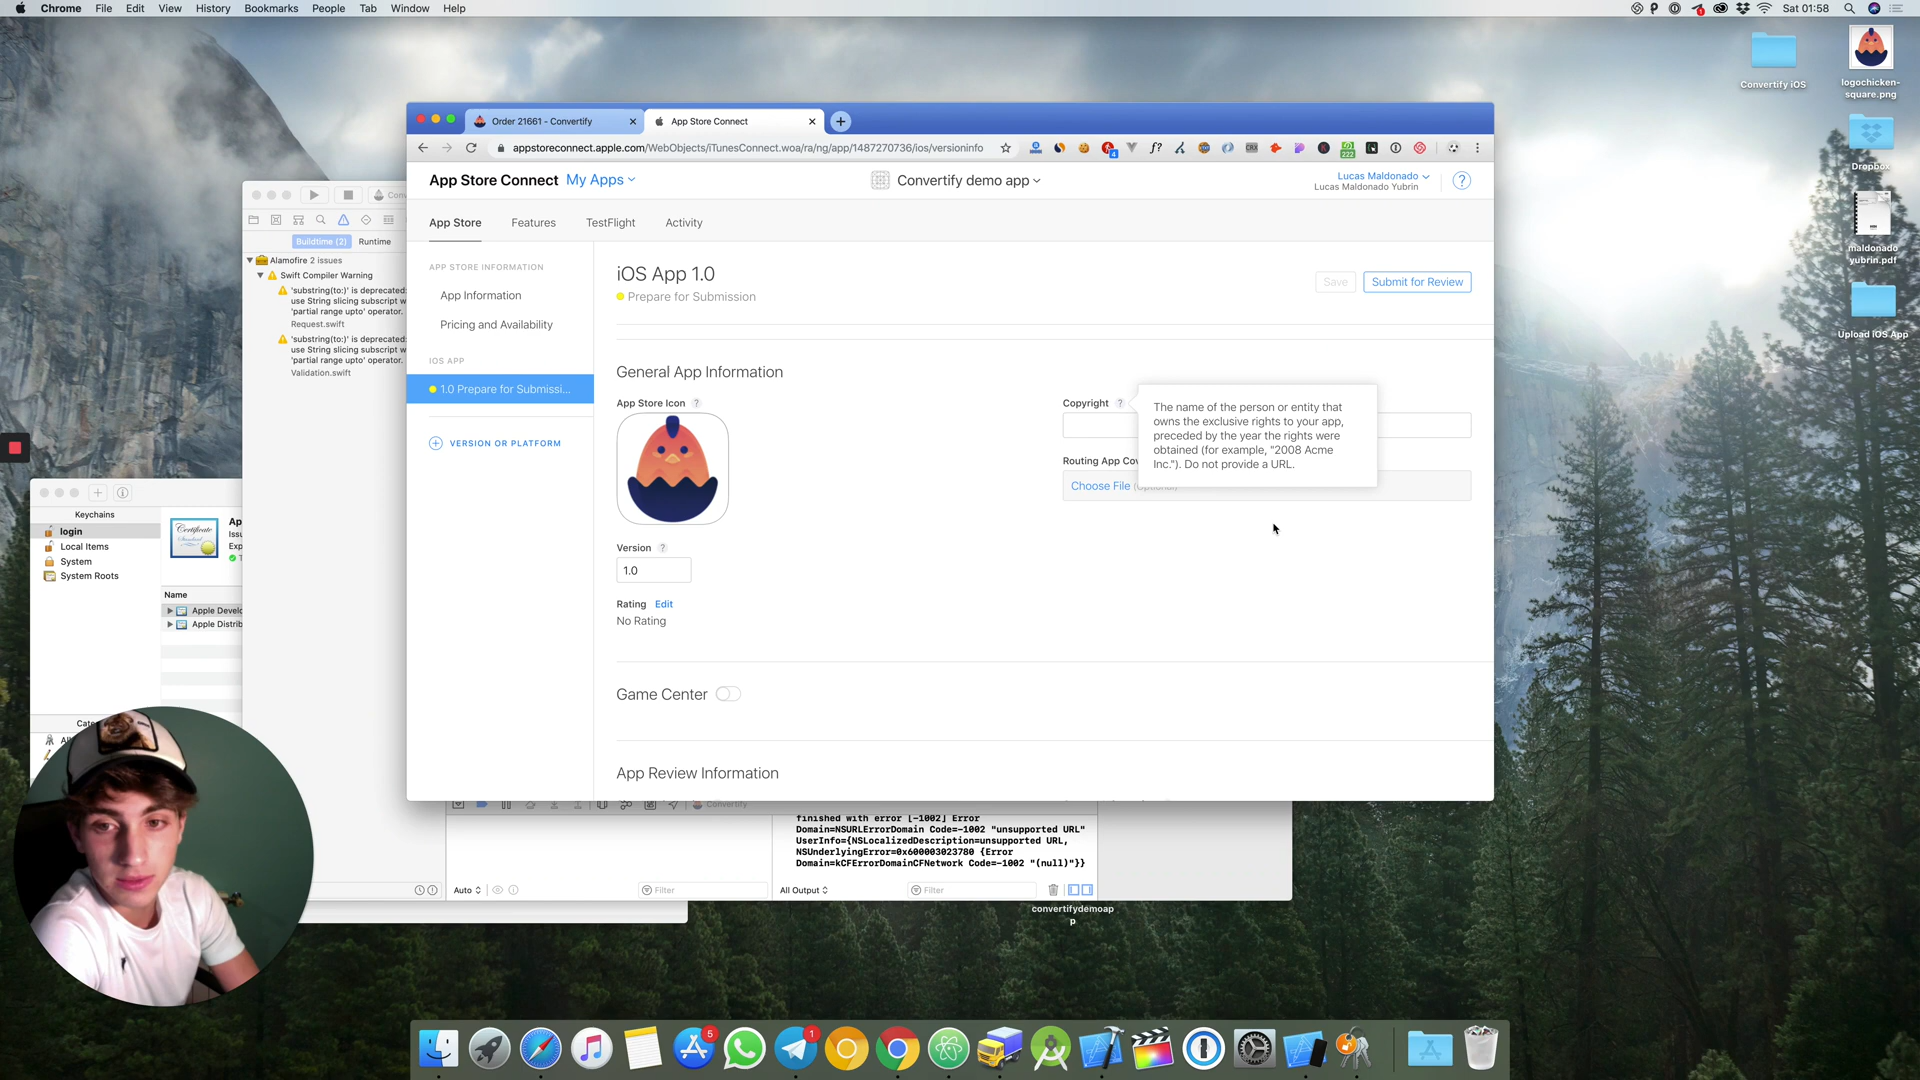 Chrome File Edit View History Bookmarks People Tab Window Help
Sat 01:58
Convertify iOS
logochicken-
square.png
Dropbox
maldonado
yubrin.pdf
Upload iOS App
Order 21661 - Convertify
App Store Connect
appstoreconnect.apple.com/WebObjects/iTunesConnect.woa/ra/ng/app/1487270736/ios/versioninfo
App Store Connect My Apps
Convertify demo app
Lucas Maldonado
Lucas Maldonado Yubrin
App Store Features TestFlight Activity
APP STORE INFORMATION
App Information
Pricing and Availability
IOS APP
1.0 Prepare for Submissi...
VERSION OR PLATFORM
iOS App 1.0
Prepare for Submission
Save
Submit for Review
General App Information
App Store Icon ?
Version ?
1.0
Rating Edit
No Rating
Copyright ?
The name of the person or entity that
owns the exclusive rights to your app,
preceded by the year the rights were
obtained (for example, "2008 Acme
Inc."). Do not provide a URL.
Routing App Cov
Choose File
Game Center
App Review Information
Buildtime (2) Runtime
Alamofire 2 issues
Swift Compiler Warning
'substring(to:)' is deprecated:
use String slicing subscript w
'partial range upto' operator.
Request.swift
'substring(to:)' is deprecated:
use String slicing subscript w
'partial range upto' operator.
Validation.swift
Keychains
login
Local Items
System
System Roots
Ap
Issu
Exp
Name
Apple Develo
Apple Distrib
Cate
Convertify
finished with error [-1002] Error
Domain=NSURLErrorDomain Code=-1002 "unsupported URL"
UserInfo={NSLocalizedDescription=unsupported URL,
NSUnderlyingError=0x600003023780 {Error
Domain=kCFErrorDomainCFNetwork Code=-1002 "(null)"}}
Auto
Filter
All Output
Filter
convertifydemoap
p
5
1